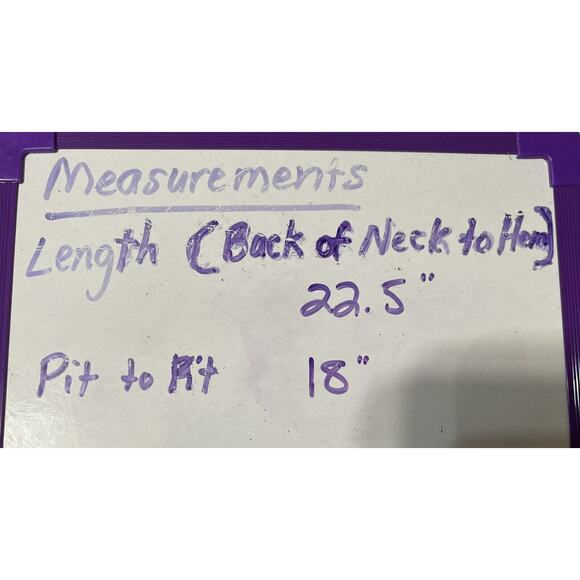 Measurements
Length (Back of Neck to Hem)
22.5"
Pit to Pit 18"